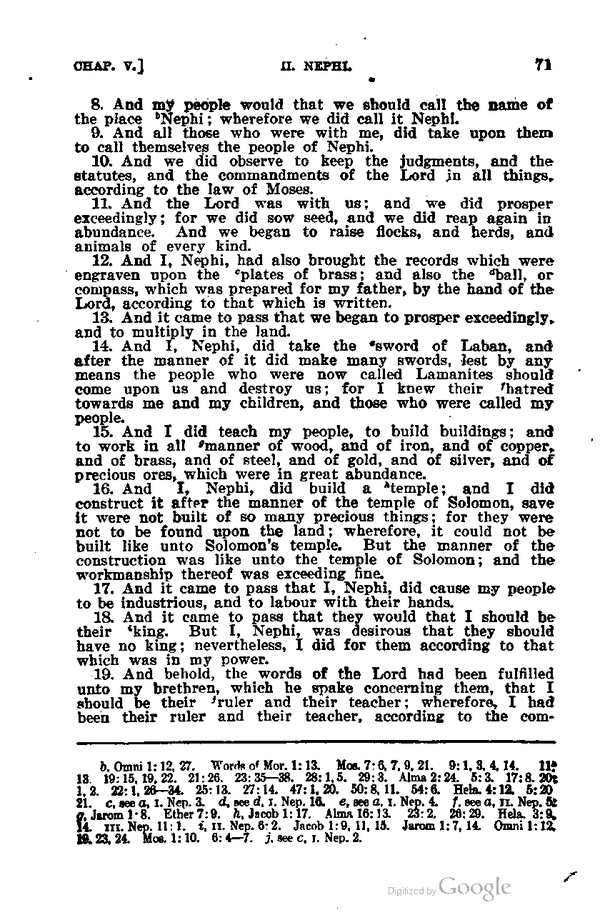 CHAP. V.] II. NEPHI. 71
8. And my people would that we should call the name of
the place ᵇNephi; wherefore we did call it Nephi.
9. And all those who were with me, did take upon them
to call themselves the people of Nephi.
10. And we did observe to keep the judgments, and the
statutes, and the commandments of the Lord in all things,
according to the law of Moses.
11. And the Lord was with us; and we did prosper
exceedingly; for we did sow seed, and we did reap again in
abundance. And we began to raise flocks, and herds, and
animals of every kind.
12. And I, Nephi, had also brought the records which were
engraven upon the ᶜplates of brass; and also the ᵈball, or
compass, which was prepared for my father, by the hand of the
Lord, according to that which is written.
13. And it came to pass that we began to prosper exceedingly,
and to multiply in the land.
14. And I, Nephi, did take the ᵉsword of Laban, and
after the manner of it did make many swords, lest by any
means the people who were now called Lamanites should
come upon us and destroy us; for I knew their ᶠhatred
towards me and my children, and those who were called my
people.
15. And I did teach my people, to build buildings; and
to work in all ᵍmanner of wood, and of iron, and of copper,
and of brass, and of steel, and of gold, and of silver, and of
precious ores, which were in great abundance.
16. And I, Nephi, did build a ʰtemple; and I did
construct it after the manner of the temple of Solomon, save
it were not built of so many precious things; for they were
not to be found upon the land; wherefore, it could not be
built like unto Solomon's temple. But the manner of the
construction was like unto the temple of Solomon; and the
workmanship thereof was exceeding fine.
17. And it came to pass that I, Nephi, did cause my people
to be industrious, and to labour with their hands.
18. And it came to pass that they would that I should be
their ⁱking. But I, Nephi, was desirous that they should
have no king; nevertheless, I did for them according to that
which was in my power.
19. And behold, the words of the Lord had been fulfilled
unto my brethren, which he spake concerning them, that I
should be their ʲruler and their teacher; wherefore, I had
been their ruler and their teacher, according to the com-
b, Omni 1:12, 27. Words of Mor. 1:13. Mos. 7:6, 7, 9, 21. 9:1, 3, 4, 14. 11:
13. 19:15, 19, 22. 21:26. 23:35—38. 28:1, 5. 29:3. Alma 2:24. 5:3. 17:8. 20:
1, 2. 22:1, 26—34. 25:13. 27:14. 47:1, 20. 50:8, 11. 54:6. Hela. 4:12. 5:20
21. c, see a, I. Nep. 3. d, see d, I. Nep. 16. e, see a, I. Nep. 4. f, see a, II. Nep. 5:
g, Jarom 1:8. Ether 7:9. h, Jacob 1:17. Alma 16:13. 23:2. 26:29. Hela. 3:9,
14. III. Nep. 11:1. i, II. Nep. 6:2. Jacob 1:9, 11, 15. Jarom 1:7, 14. Omni 1:12,
19, 23, 24. Mos. 1:10. 6:4—7. j, see c, I. Nep. 2.
Digitized by Google